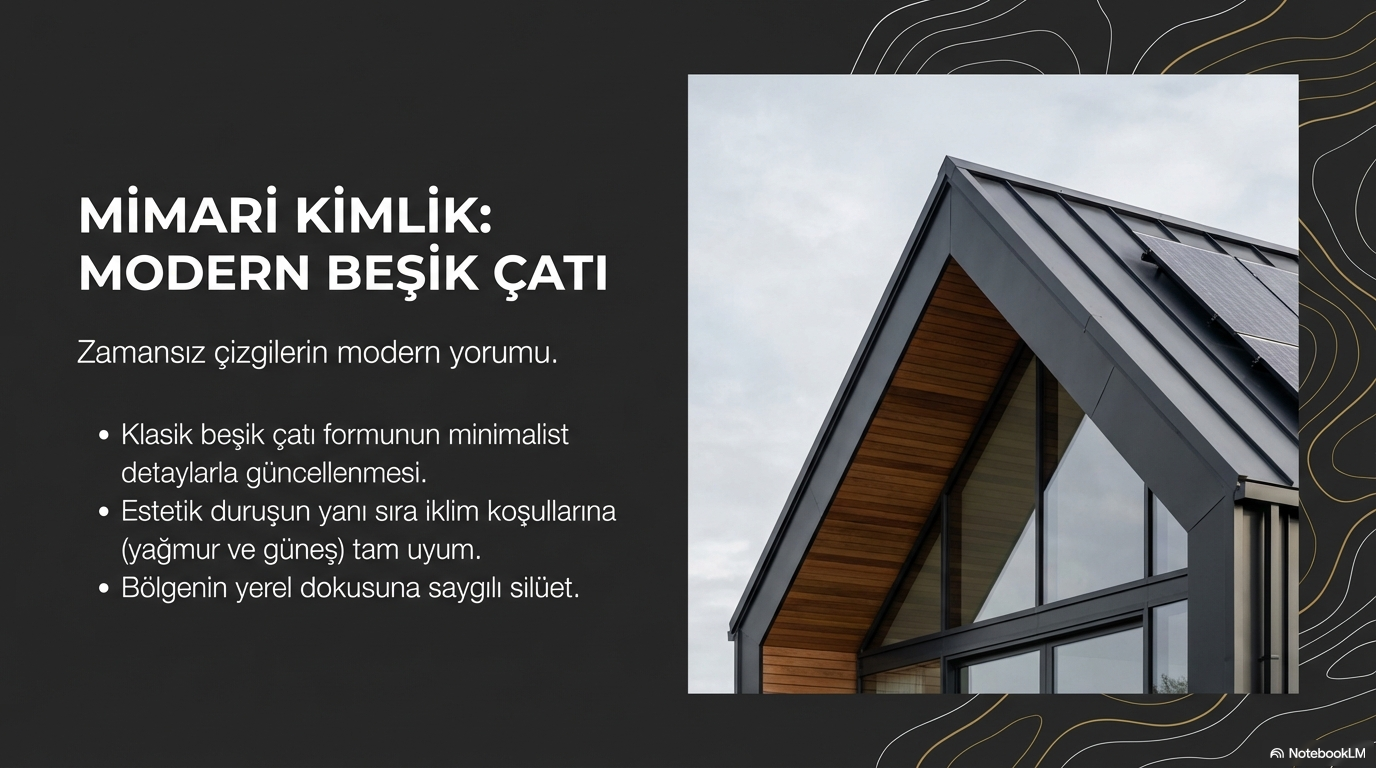 MİMARİ KİMLİK:
MODERN BEŞİK ÇATI
Zamansız çizgilerin modern yorumu.
• Klasik beşik çatı formunun minimalist
detaylarla güncellenmesi.
• Estetik duruşun yanı sıra iklim koşullarına
(yağmur ve güneş) tam uyum.
• Bölgenin yerel dokusuna saygılı silüet.
NotebookLM